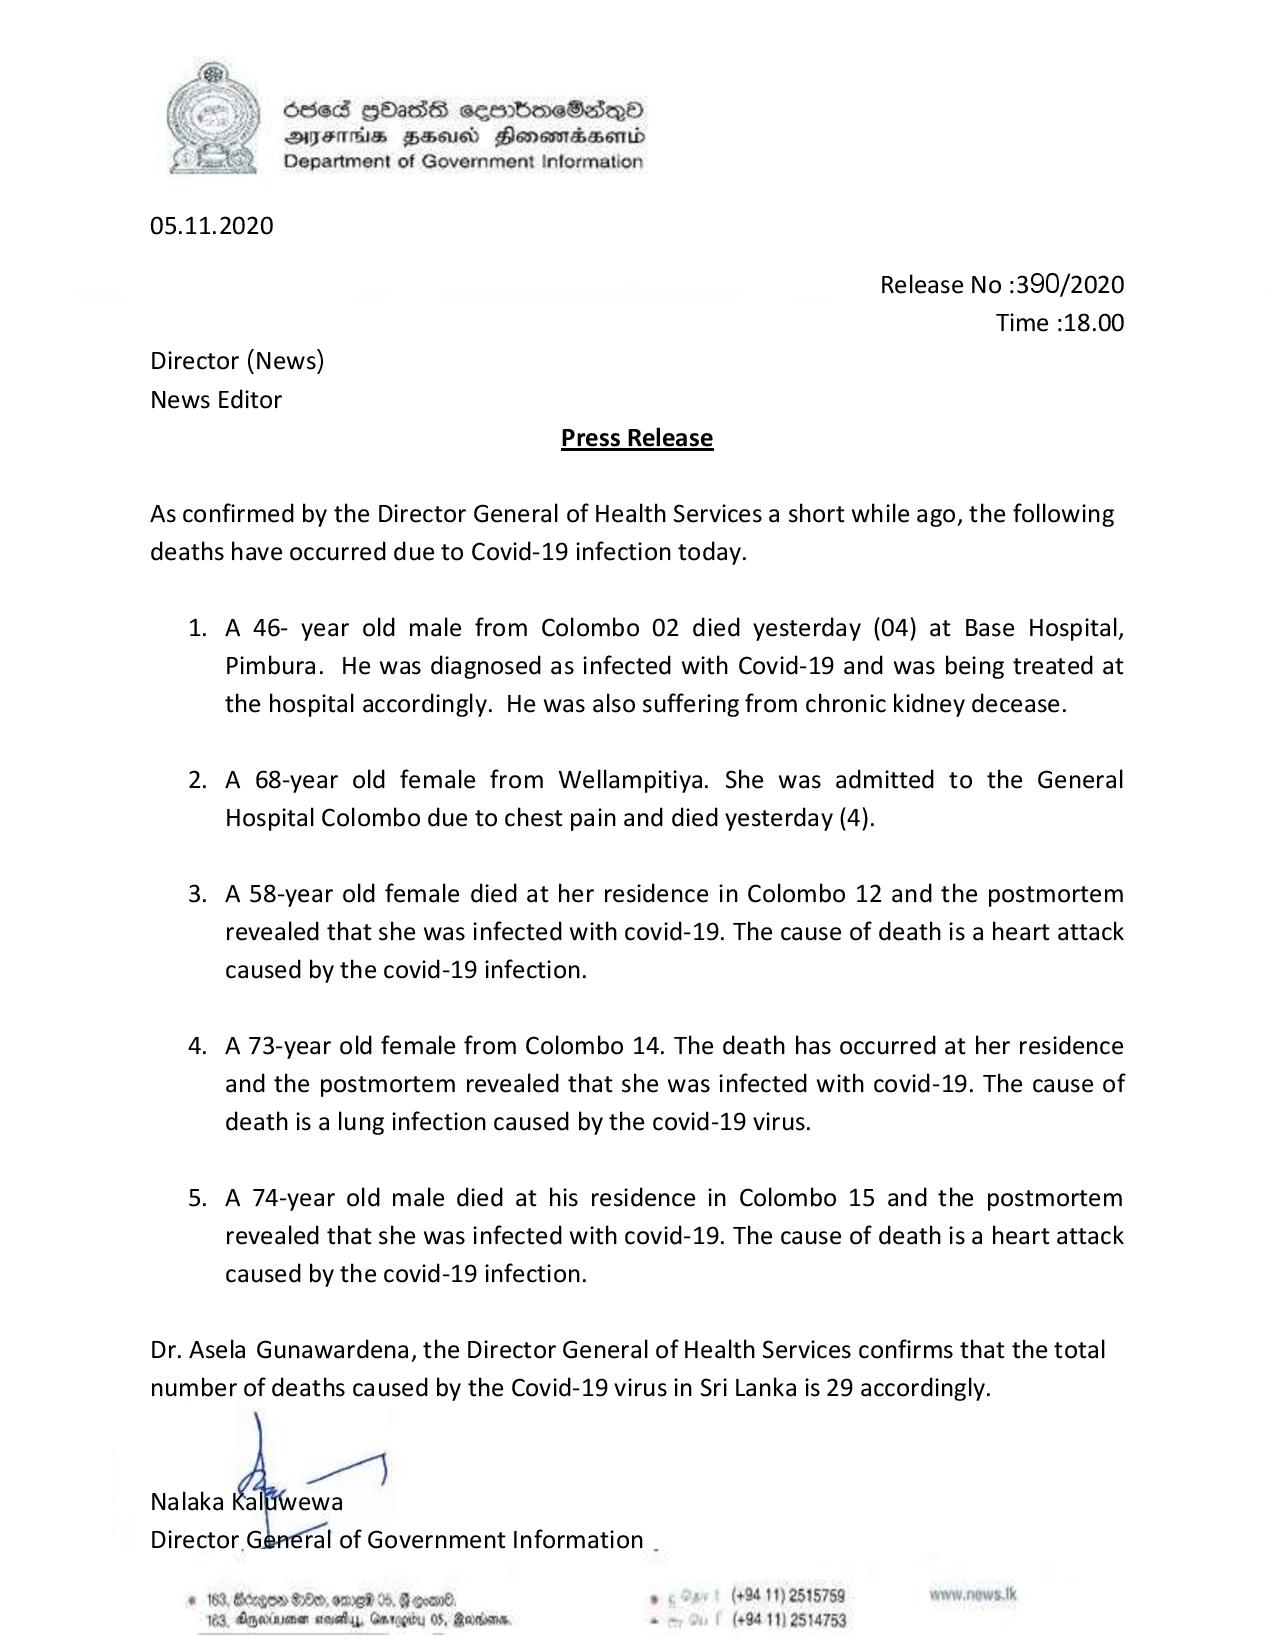 රජයේ ප්‍රවෘත්ති දෙපාර්තමේන්තුව
அரசாங்க தகவல் திணைக்களம்
Department of Government Information
05.11.2020
Release No :390/2020
Time :18.00
Director (News)
News Editor
Press Release
As confirmed by the Director General of Health Services a short while ago, the following
deaths have occurred due to Covid-19 infection today.
1. A 46- year old male from Colombo 02 died yesterday (04) at Base Hospital,
Pimbura. He was diagnosed as infected with Covid-19 and was being treated at
the hospital accordingly. He was also suffering from chronic kidney decease.
2. A 68-year old female from Wellampitiya. She was admitted to the General
Hospital Colombo due to chest pain and died yesterday (4).
3. A 58-year old female died at her residence in Colombo 12 and the postmortem
revealed that she was infected with covid-19. The cause of death is a heart attack
caused by the covid-19 infection.
4. A 73-year old female from Colombo 14. The death has occurred at her residence
and the postmortem revealed that she was infected with covid-19. The cause of
death is a lung infection caused by the covid-19 virus.
5. A 74-year old male died at his residence in Colombo 15 and the postmortem
revealed that she was infected with covid-19. The cause of death is a heart attack
caused by the covid-19 infection.
Dr. Asela Gunawardena, the Director General of Health Services confirms that the total
number of deaths caused by the Covid-19 virus in Sri Lanka is 29 accordingly.
Nalaka Kaluwewa
Director General of Government Information
163, කිරුළපන මාවත, කොළඹ 05, ශ්‍රී ලංකාව.
(+94 11) 2515759
www.news.lk
163, கிருலப்பனை எவனியூ, கொழும்பு 05, இலங்கை.
(+94 11) 2514753